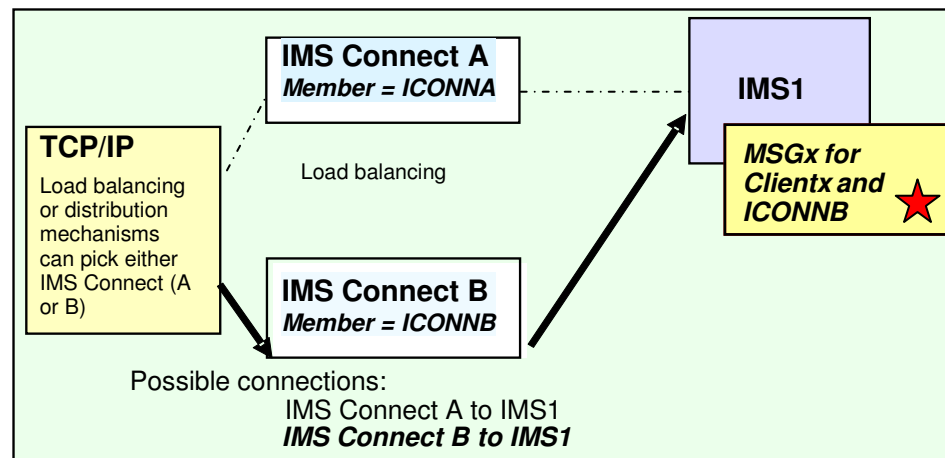 IMS Connect A
Member = ICONNA
IMS1
TCP/IP
Load balancing
or distribution
mechanisms
can pick either
IMS Connect (A
or B)
Load balancing
MSGx for
Clientx and
ICONNB
IMS Connect B
Member = ICONNB
Possible connections:
IMS Connect A to IMS1
IMS Connect B to IMS1